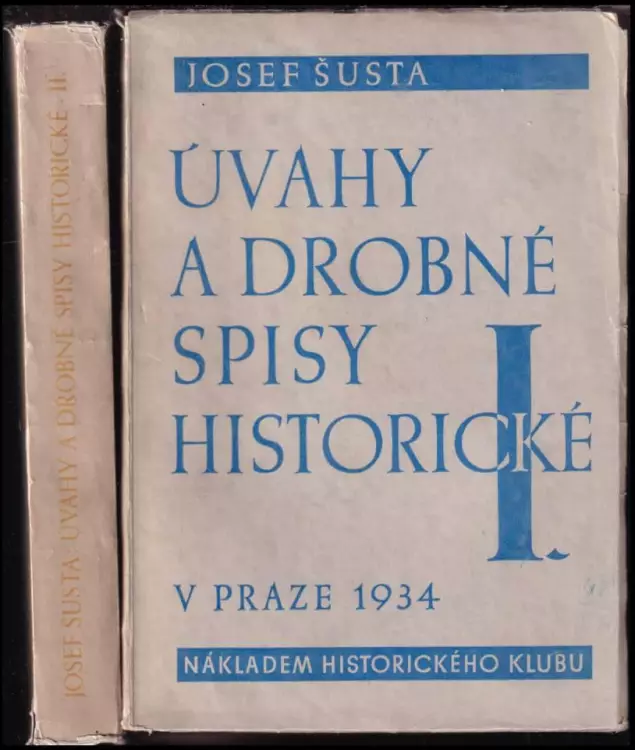 JOSEF ŠUSTA: ÚVAHY A DROBNÉ SPISY HISTORICKÉ - II.
JOSEF ŠUSTA
ÚVAHY
A DROBNÉ
SPISY
HISTORICKÉ
I.
V PRAZE 1934
NÁKLADEM HISTORICKÉHO KLUBU